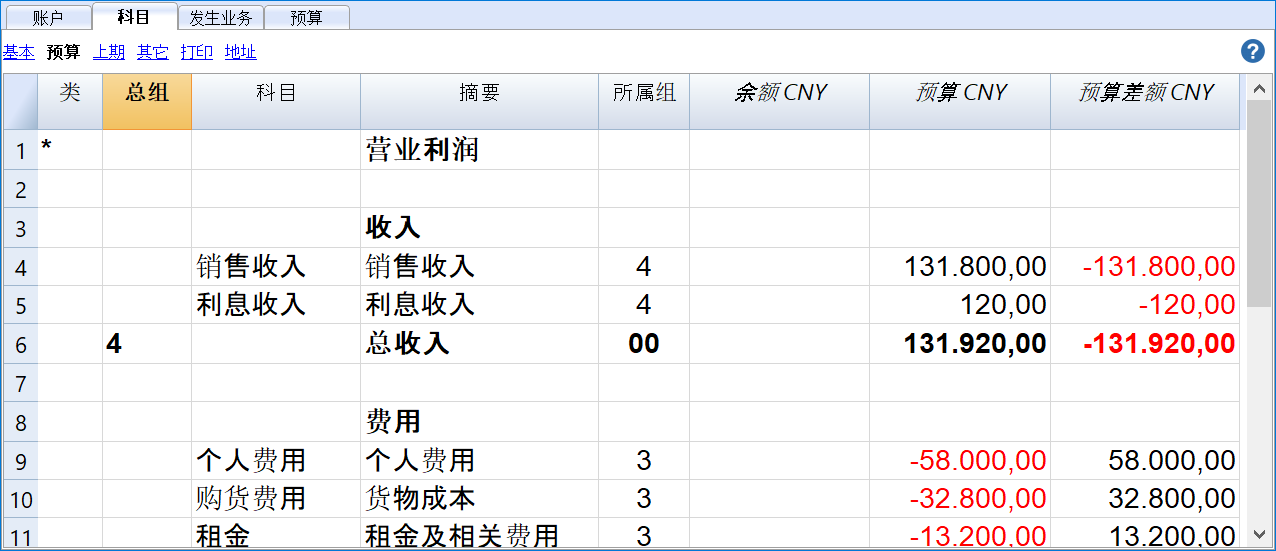 账户 科目 发生业务 预算
基本 预算 上期 其它 打印 地址 ?
类 总组 科目 摘要 所属组 余额 CNY 预算 CNY 预算差额 CNY
1 * 营业利润
2
3 收入
4 销售收入 销售收入 4 131.800,00 -131.800,00
5 利息收入 利息收入 4 120,00 -120,00
6 4 总收入 00 131.920,00 -131.920,00
7
8 费用
9 个人费用 个人费用 3 -58.000,00 58.000,00
10 购货费用 货物成本 3 -32.800,00 32.800,00
11 租金 租金及相关费用 3 -13.200,00 13.200,00